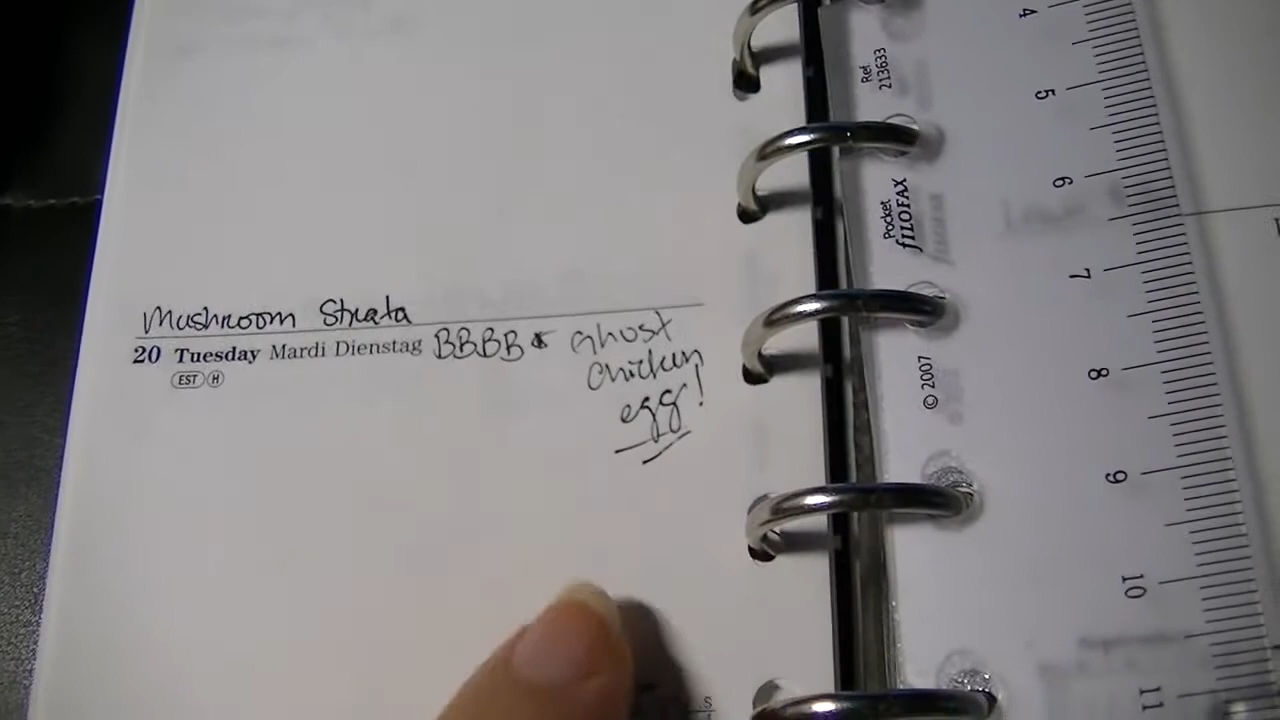 Mushroom Strata
20 Tuesday Mardi Dienstag BBBB Ghost
Chicken
egg!
EST H
Ref
213633
Pocket
fILOFAX
© 2007
4
5
6
7
8
9
10
11